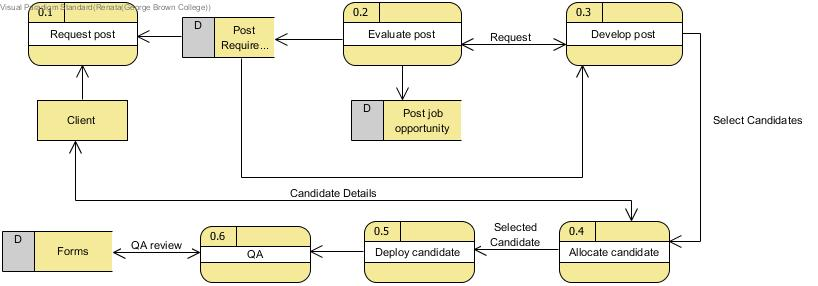 Visual Paradigm Standard(Renata(George Brown College))
0.1
Request post
D
Post
Require...
0.2
Evaluate post
Request
0.3
Develop post
Client
D
Post job
opportunity
Select Candidates
Candidate Details
D
Forms
QA review
0.6
QA
0.5
Deploy candidate
Selected
Candidate
0.4
Allocate candidate